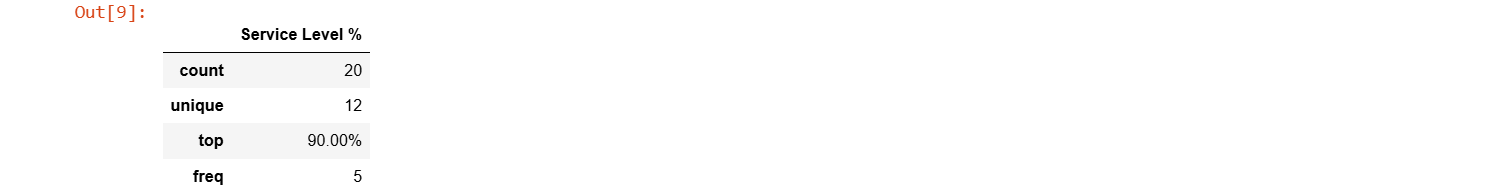 Out[9]:
Service Level %
count 20
unique 12
top 90.00%
freq 5